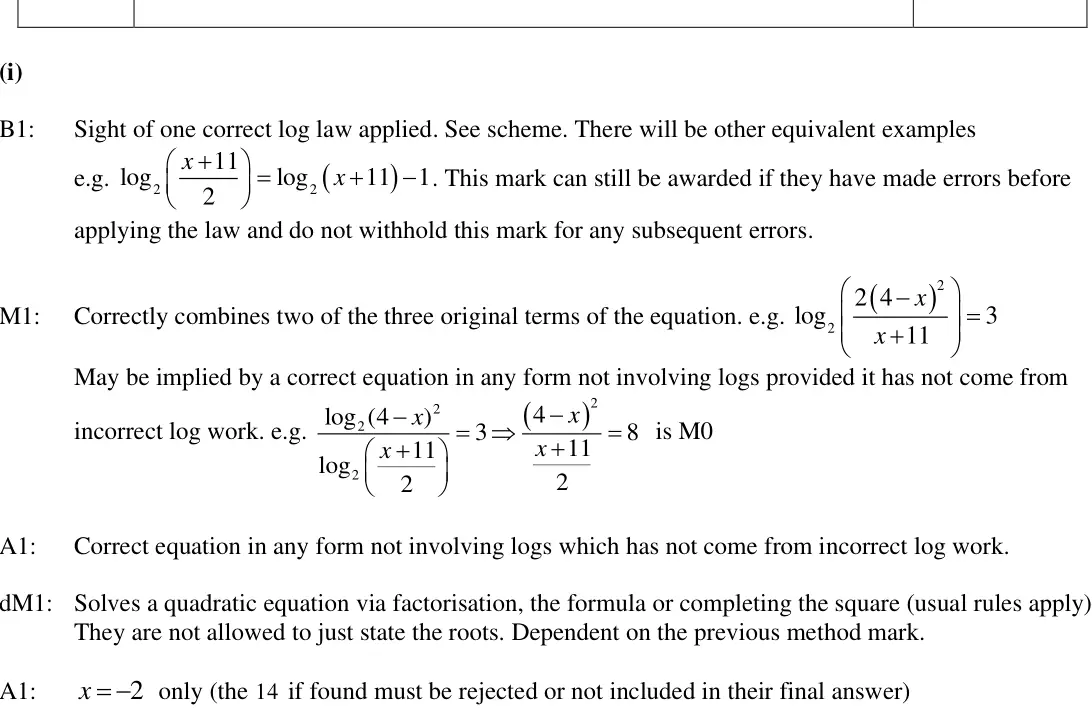 (i)
B1: Sight of one correct log law applied. See scheme. There will be other equivalent examples
e.g. log₂((x+11)/2) = log₂(x+11)−1. This mark can still be awarded if they have made errors before
applying the law and do not withhold this mark for any subsequent errors.
M1: Correctly combines two of the three original terms of the equation. e.g. log₂(2(4−x)²/(x+11)) = 3
May be implied by a correct equation in any form not involving logs provided it has not come from
incorrect log work. e.g. log₂(4−x)²/log₂((x+11)/2) = 3 ⇒ (4−x)²/((x+11)/2) = 8 is M0
A1: Correct equation in any form not involving logs which has not come from incorrect log work.
dM1: Solves a quadratic equation via factorisation, the formula or completing the square (usual rules apply)
They are not allowed to just state the roots. Dependent on the previous method mark.
A1: x = −2 only (the 14 if found must be rejected or not included in their final answer)